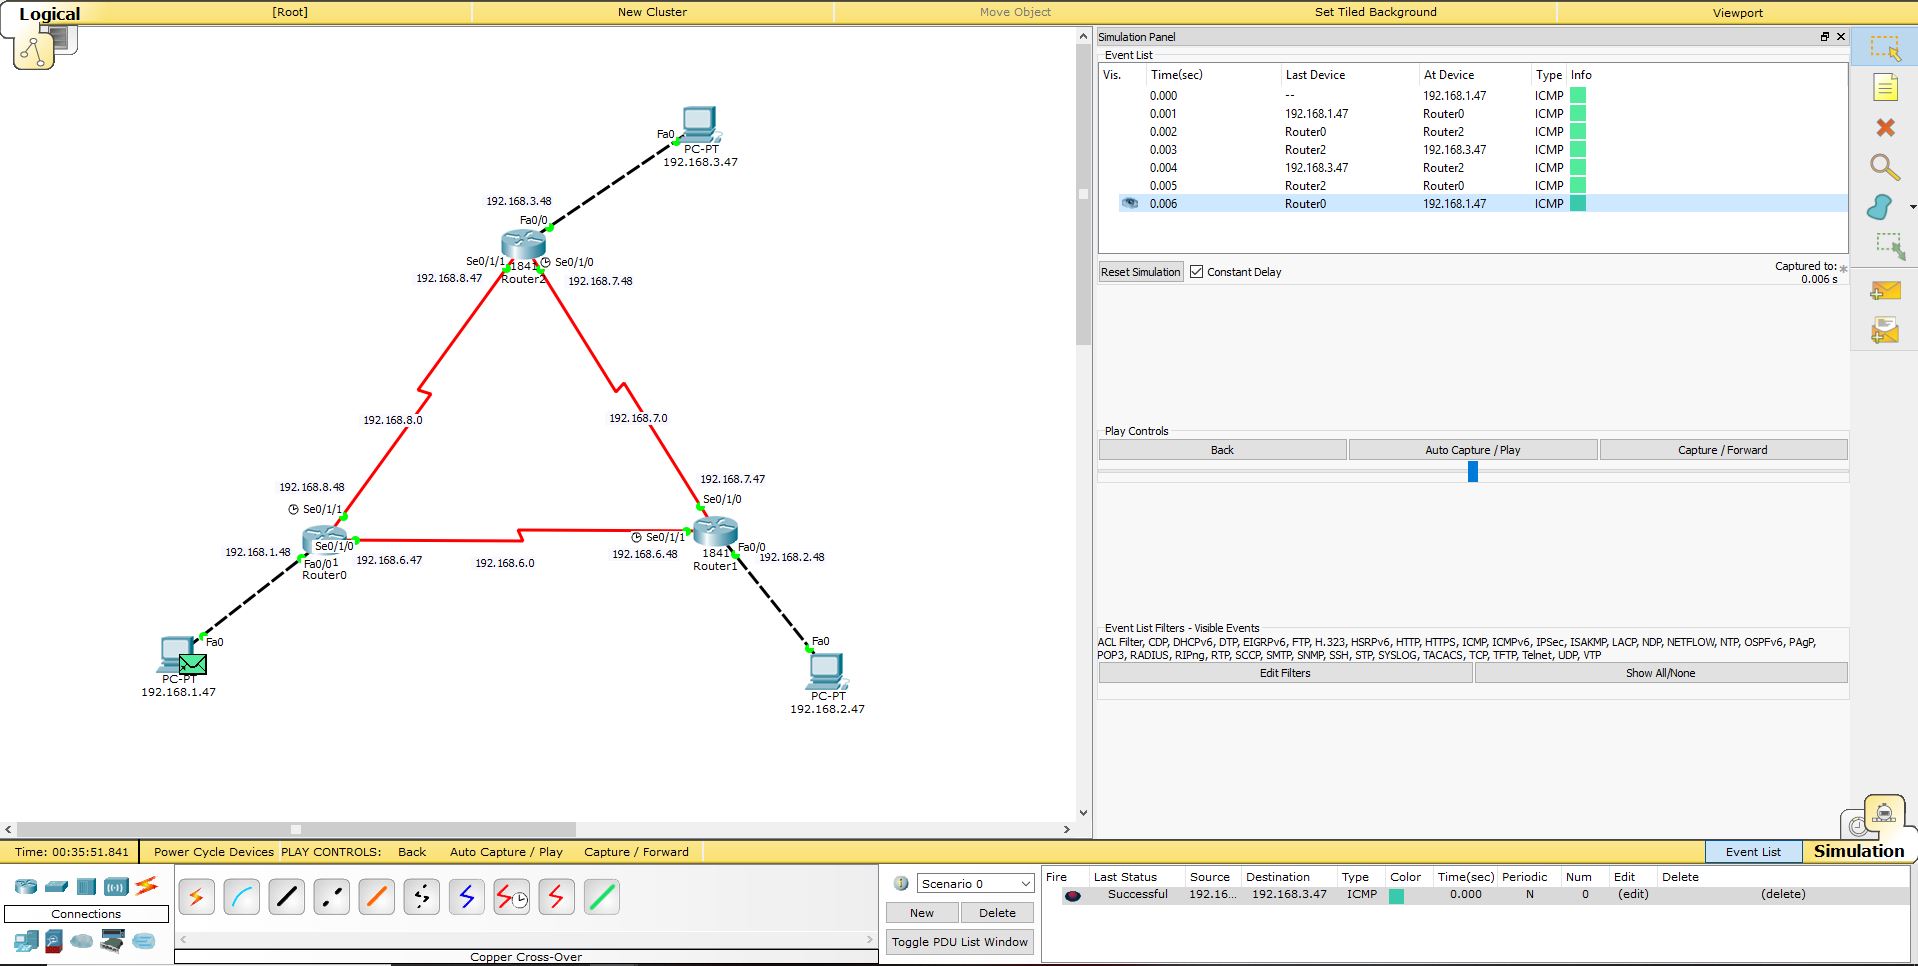 Logical
[Root]
New Cluster
Move Object
Set Tiled Background
Viewport
Fa0
PC-PT
192.168.3.47
192.168.3.48
Fa0/0
Se0/1/1
1841
Se0/1/0
192.168.8.47
Router2
192.168.7.48
192.168.8.0
192.168.7.0
192.168.8.48
Se0/1/1
192.168.7.47
Se0/1/0
192.168.1.48
Se0/1/0
Fa0/0
1
Router0
192.168.6.47
192.168.6.0
Se0/1/1
192.168.6.48
1841
Router1
Fa0/0
192.168.2.48
Fa0
PC-PT
192.168.1.47
Fa0
PC-PT
192.168.2.47
Simulation Panel
Event List
Vis. Time(sec) Last Device At Device Type Info
0.000 -- 192.168.1.47 ICMP
0.001 192.168.1.47 Router0 ICMP
0.002 Router0 Router2 ICMP
0.003 Router2 192.168.3.47 ICMP
0.004 192.168.3.47 Router2 ICMP
0.005 Router2 Router0 ICMP
0.006 Router0 192.168.1.47 ICMP
Reset Simulation
Constant Delay
Captured to: *
0.006 s
Play Controls
Back
Auto Capture / Play
Capture / Forward
Event List Filters - Visible Events
ACL Filter, CDP, DHCPv6, DTP, EIGRPv6, FTP, H.323, HSRPv6, HTTP, HTTPS, ICMP, ICMPv6, IPSec, ISAKMP, LACP, NDP, NETFLOW, NTP, OSPFv6, PAgP,
POP3, RADIUS, RIPng, RTP, SCCP, SMTP, SNMP, SSH, STP, SYSLOG, TACACS, TCP, TFTP, Telnet, UDP, VTP
Edit Filters
Show All/None
Time: 00:35:51.841
Power Cycle Devices
PLAY CONTROLS:
Back
Auto Capture / Play
Capture / Forward
Event List
Simulation
Connections
Copper Cross-Over
Scenario 0
New
Delete
Toggle PDU List Window
Fire Last Status Source Destination Type Color Time(sec) Periodic Num Edit Delete
Successful 192.16... 192.168.3.47 ICMP 0.000 N 0 (edit) (delete)